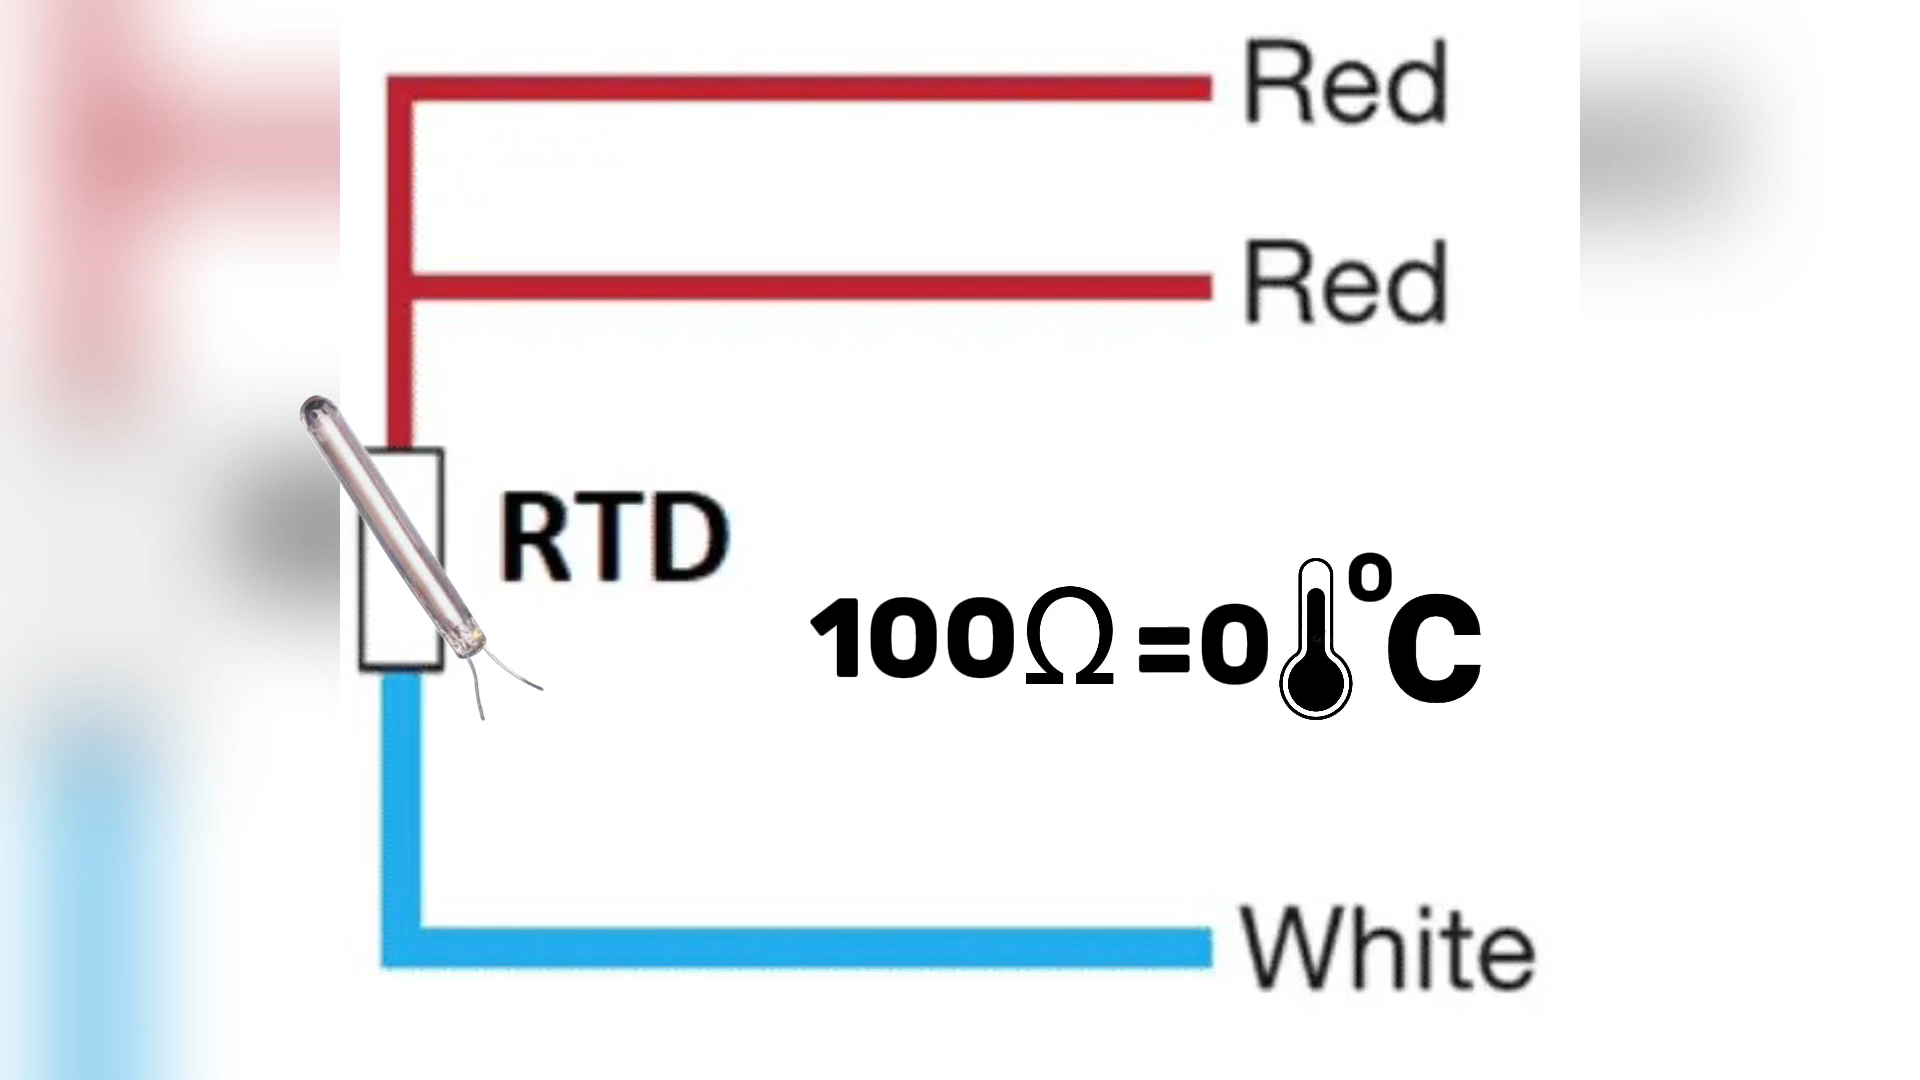 Red
Red
RTD
100Ω=0°C
White